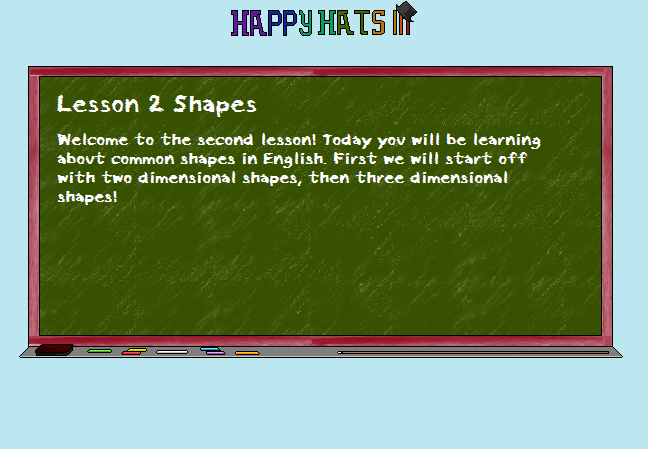 HAPPY HATS III
Lesson 2 Shapes
Welcome to the second lesson! Today you will be learning
about common shapes in English. First we will start off
with two dimensional shapes, then three dimensional
shapes!